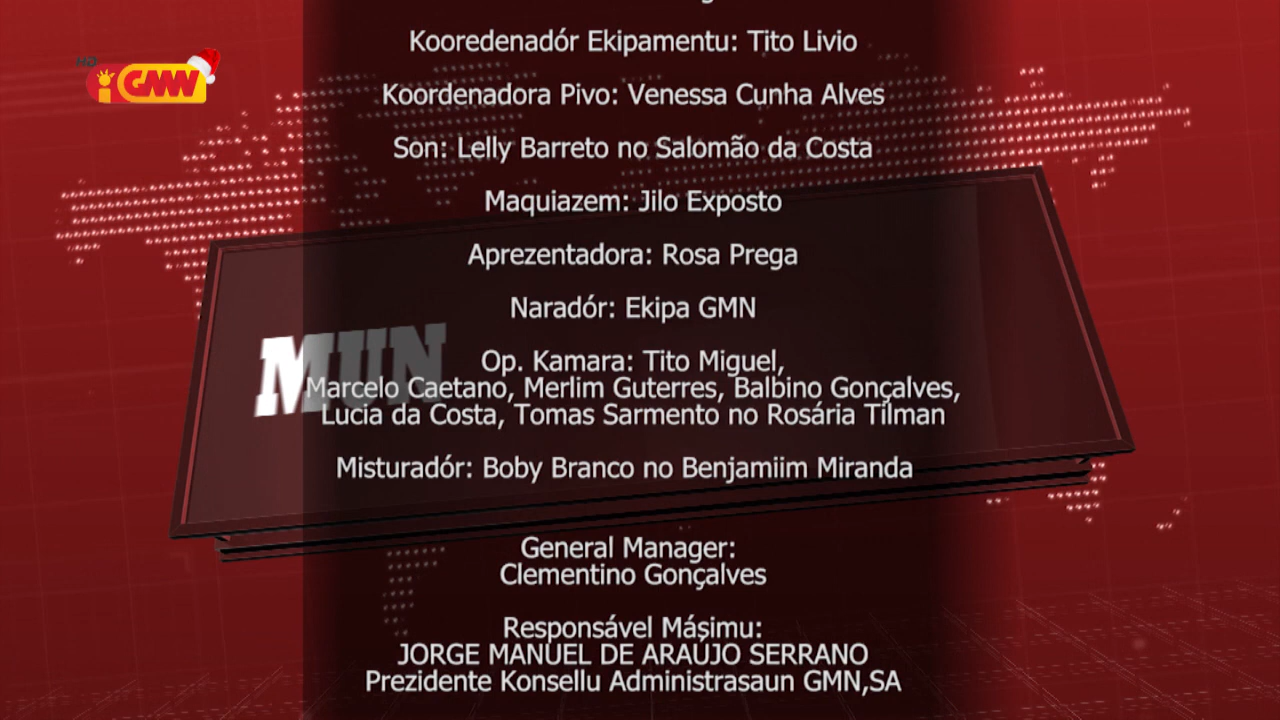 HD
GMN
Kooredenadór Ekipamentu: Tito Livio
Koordenadora Pivo: Venessa Cunha Alves
Son: Lelly Barreto no Salomão da Costa
Maquiazem: Jilo Exposto
Aprezentadora: Rosa Prega
Naradór: Ekipa GMN
MUN
Op. Kamara: Tito Miguel,
Marcelo Caetano, Merlim Guterres, Balbino Gonçalves,
Lucia da Costa, Tomas Sarmento no Rosária Tilman
Misturadór: Boby Branco no Benjamiim Miranda
General Manager:
Clementino Gonçalves
Responsável Másimu:
JORGE MANUEL DE ARAÚJO SERRANO
Prezidente Konsellu Administrasaun GMN,SA